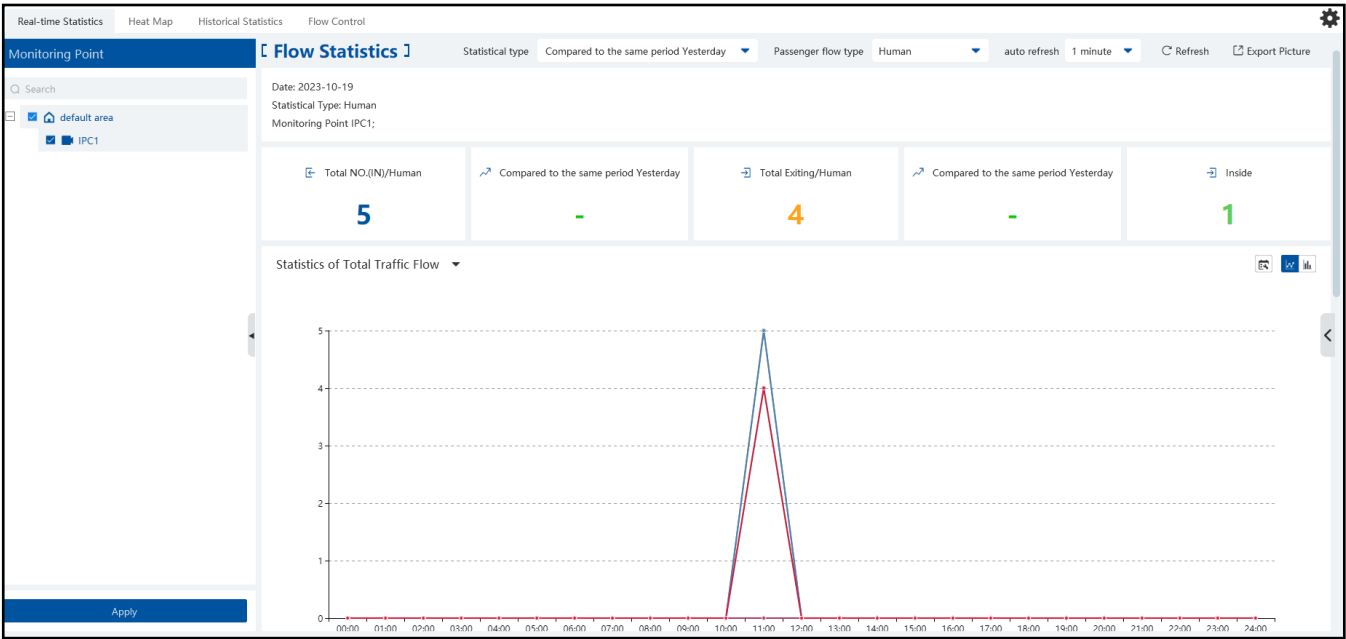 Real-time Statistics Heat Map Historical Statistics Flow Control
Monitoring Point
Search
default area
IPC1
Apply
[ Flow Statistics ] Statistical type Compared to the same period Yesterday Passenger flow type Human auto refresh 1 minute Refresh Export Picture
Date: 2023-10-19
Statistical Type: Human
Monitoring Point IPC1;
Total NO.(IN)/Human Compared to the same period Yesterday Total Exiting/Human Compared to the same period Yesterday Inside
5 - 4 - 1
Statistics of Total Traffic Flow
5
4
3
2
1
0
00:00 01:00 02:00 03:00 04:00 05:00 06:00 07:00 08:00 09:00 10:00 11:00 12:00 13:00 14:00 15:00 16:00 17:00 18:00 19:00 20:00 21:00 22:00 23:00 24:00